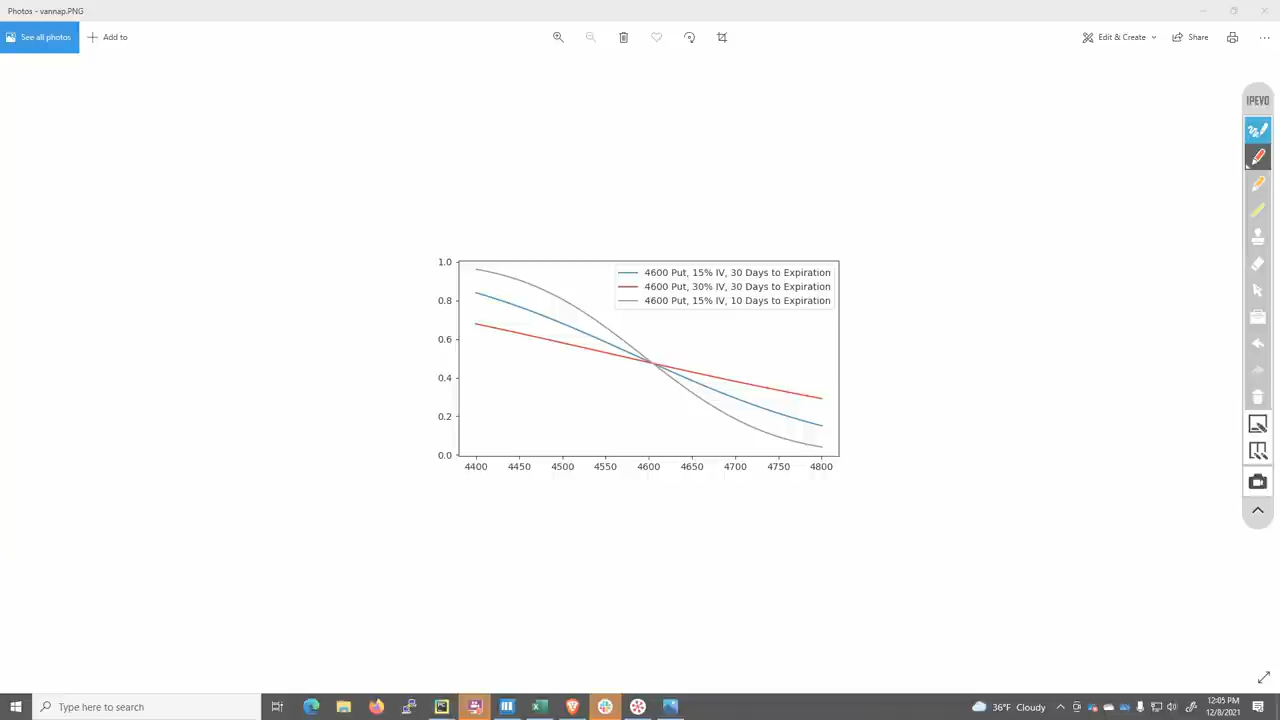 Photos - vannap.PNG
See all photos
Add to
Edit & Create
Share
IPEVO
1.0
0.8
0.6
0.4
0.2
0.0
4600 Put, 15% IV, 30 Days to Expiration
4600 Put, 30% IV, 30 Days to Expiration
4600 Put, 15% IV, 10 Days to Expiration
4400 4450 4500 4550 4600 4650 4700 4750 4800
Type here to search
36°F Cloudy
12:05 PM
12/8/2021